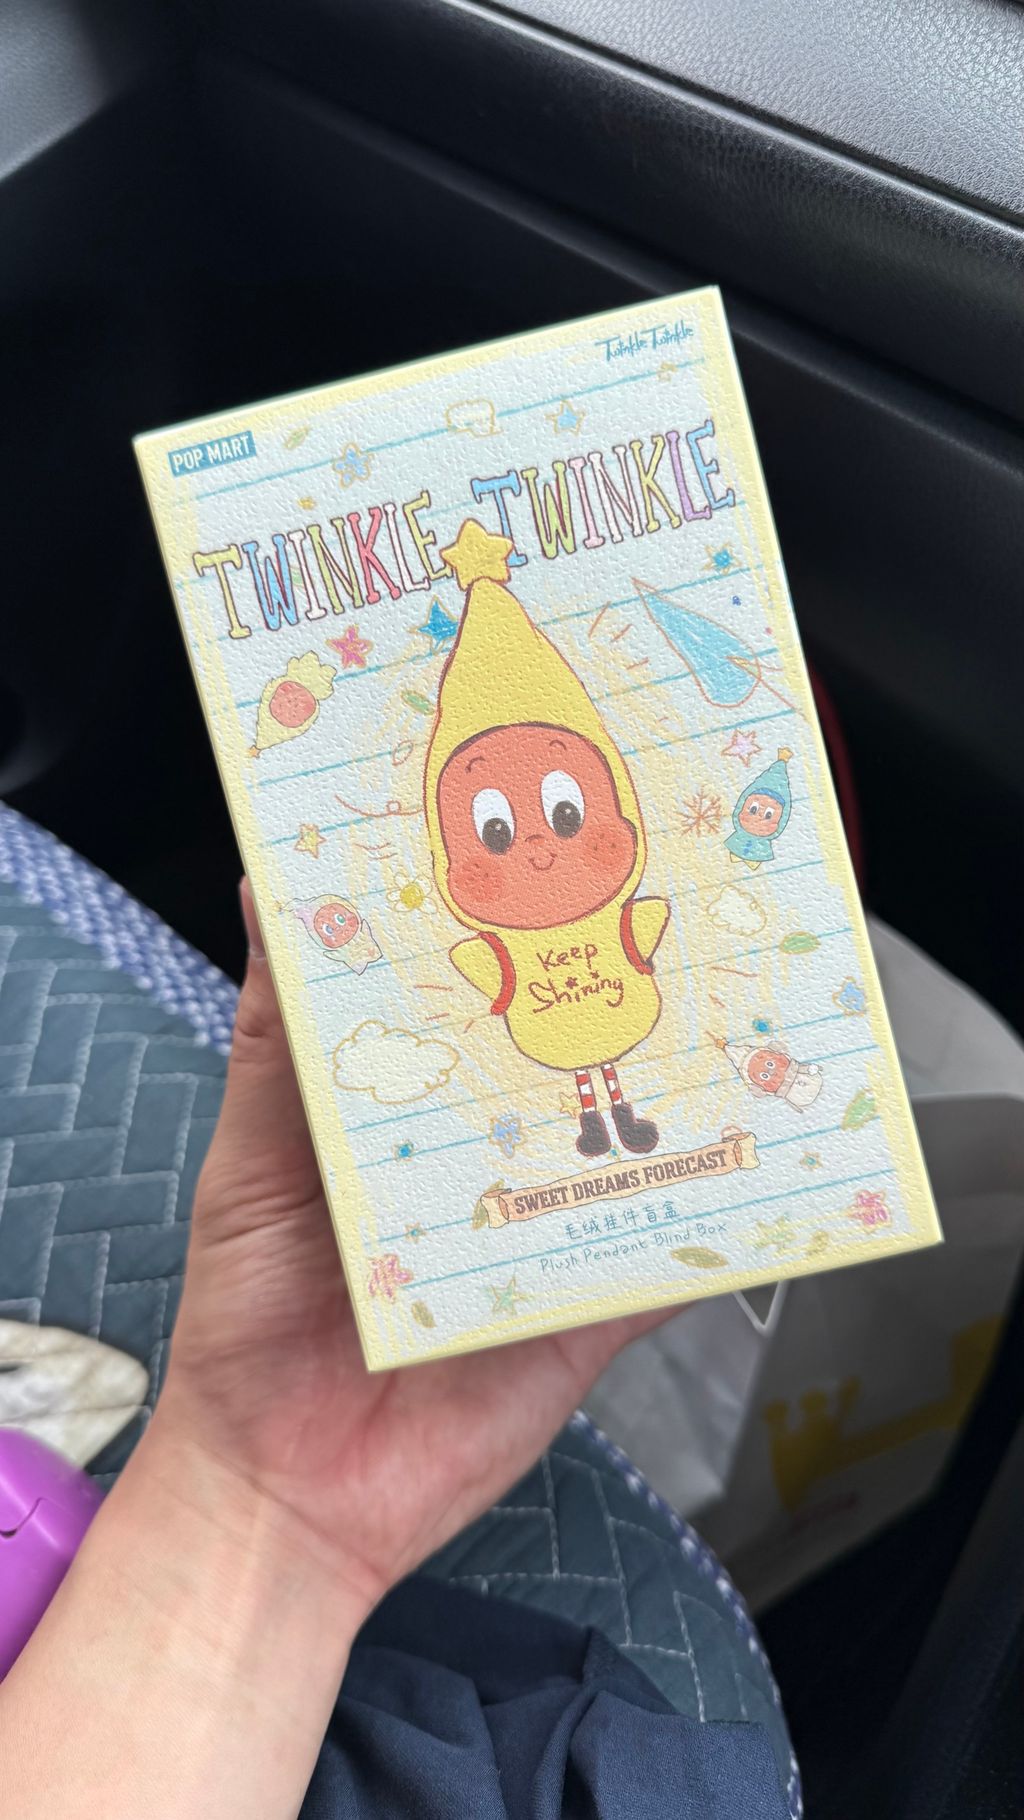 Twinkle Twinkle
POP MART
TWINKLE TWINKLE
Keep
Shining
SWEET DREAMS FORECAST
毛绒挂件盲盒
Plush Pendant Blind Box